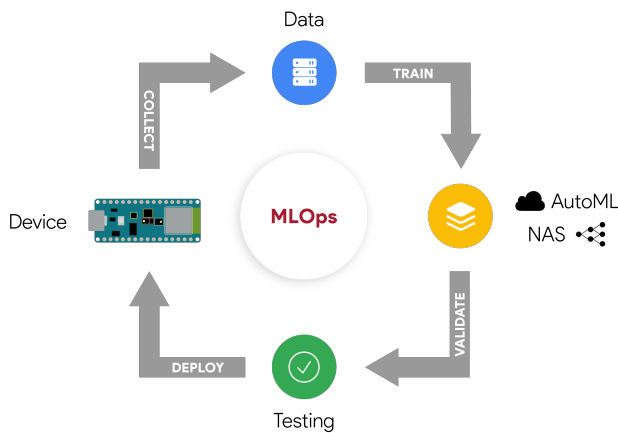 Data
TRAIN
COLLECT
MLOps
AutoML
NAS
Device
VALIDATE
DEPLOY
Testing